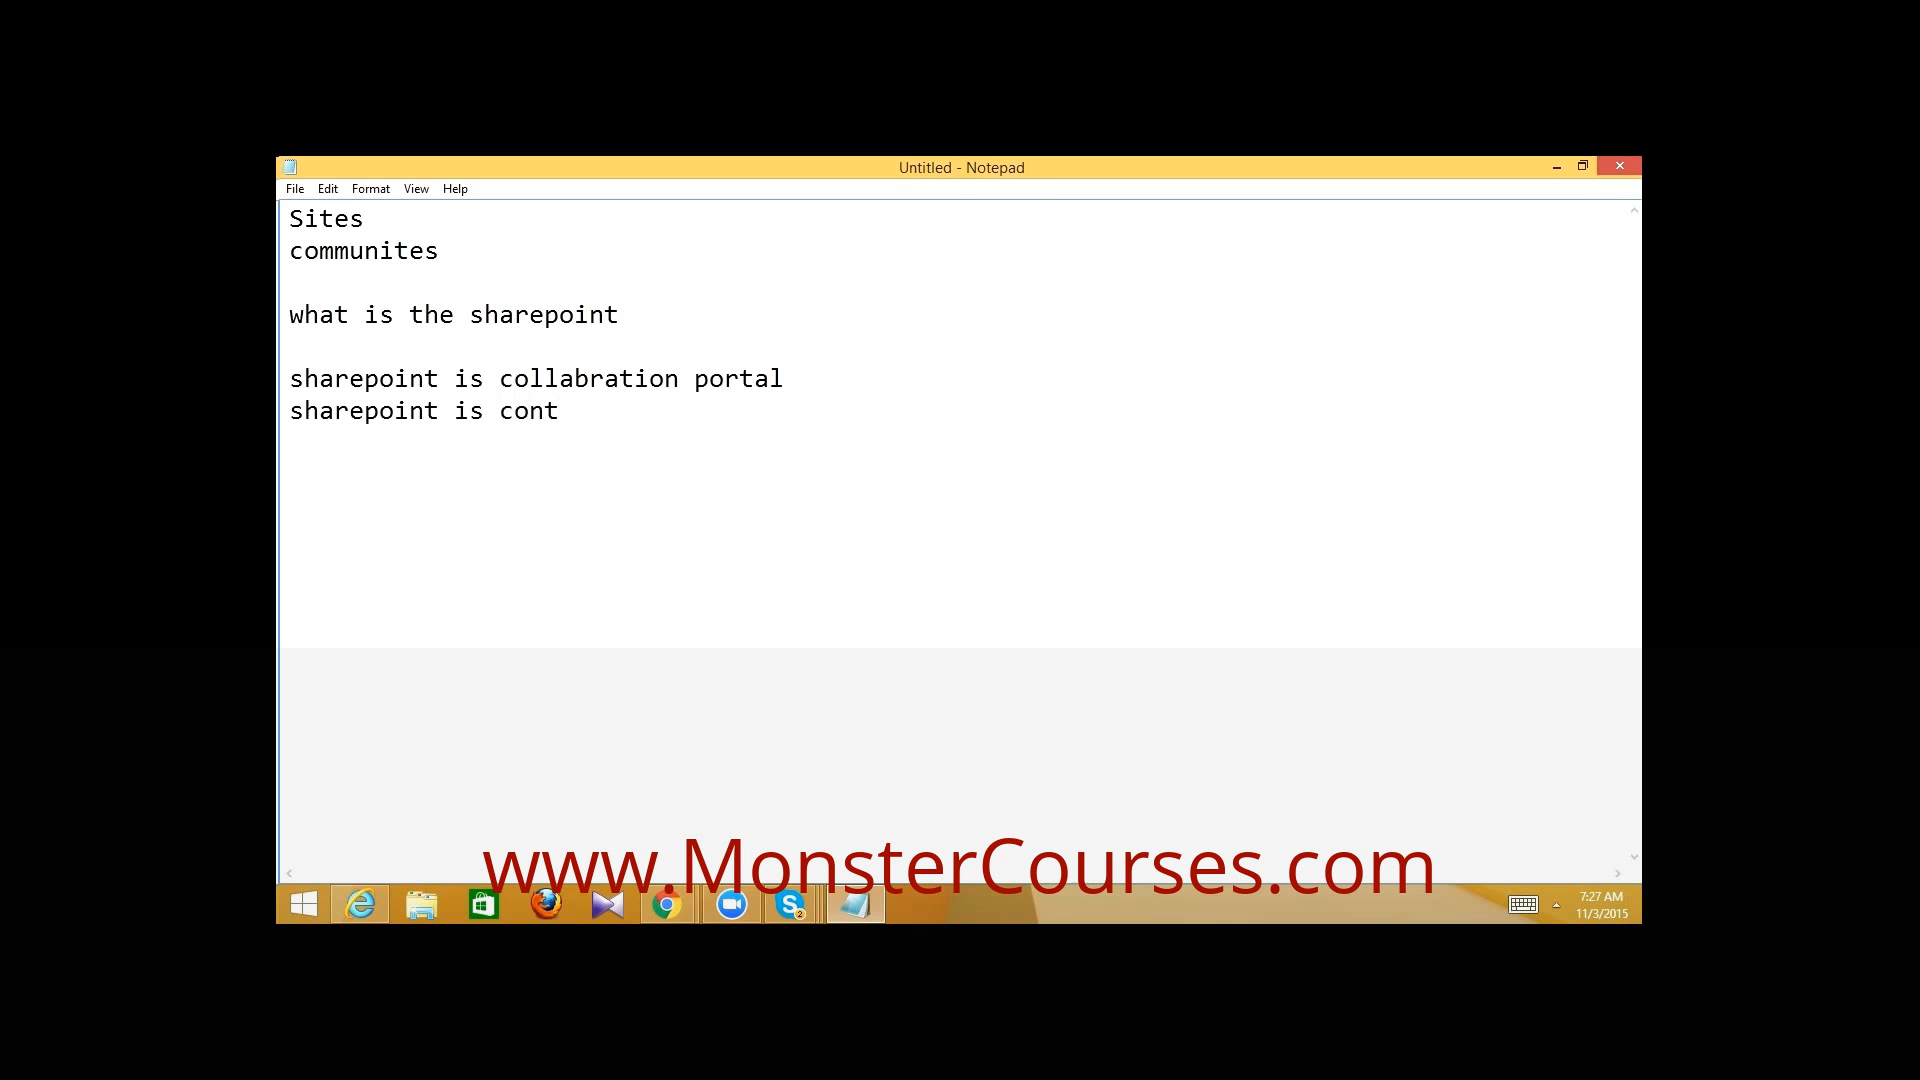 Untitled - Notepad
File Edit Format View Help
Sites
communites
what is the sharepoint
sharepoint is collabration portal
sharepoint is cont
www.MonsterCourses.com
2
7:27 AM
11/3/2015